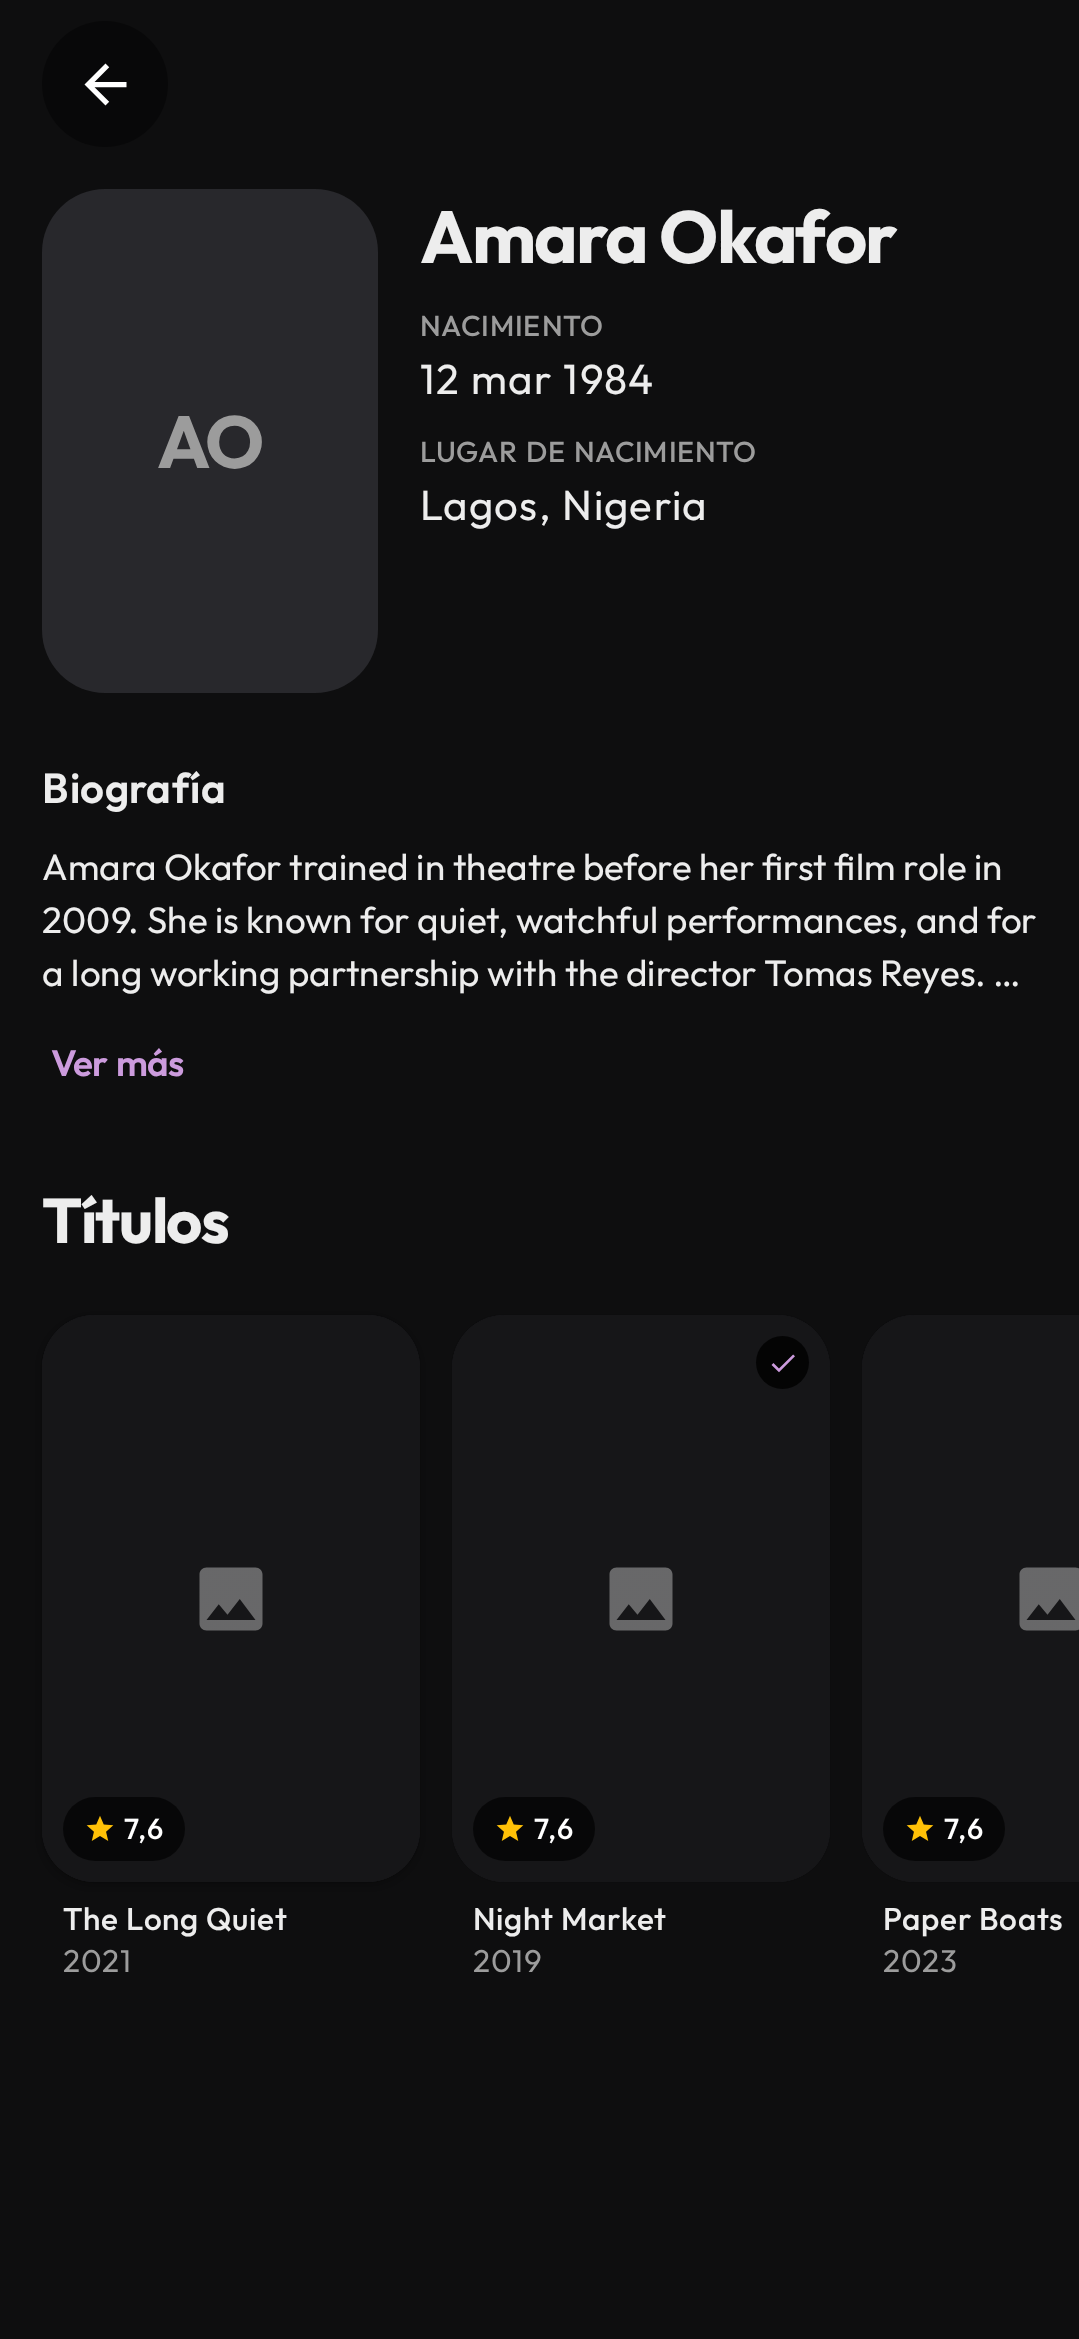 Amara Okafor
NACIMIENTO
12 mar 1984
LUGAR DE NACIMIENTO
Lagos, Nigeria
AO
Biografía
Amara Okafor trained in theatre before her first film role in
2009. She is known for quiet, watchful performances, and for
a long working partnership with the director Tomas Reyes. …
Ver más
Títulos
7,6
The Long Quiet
2021
7,6
Night Market
2019
7,6
Paper Boats
2023